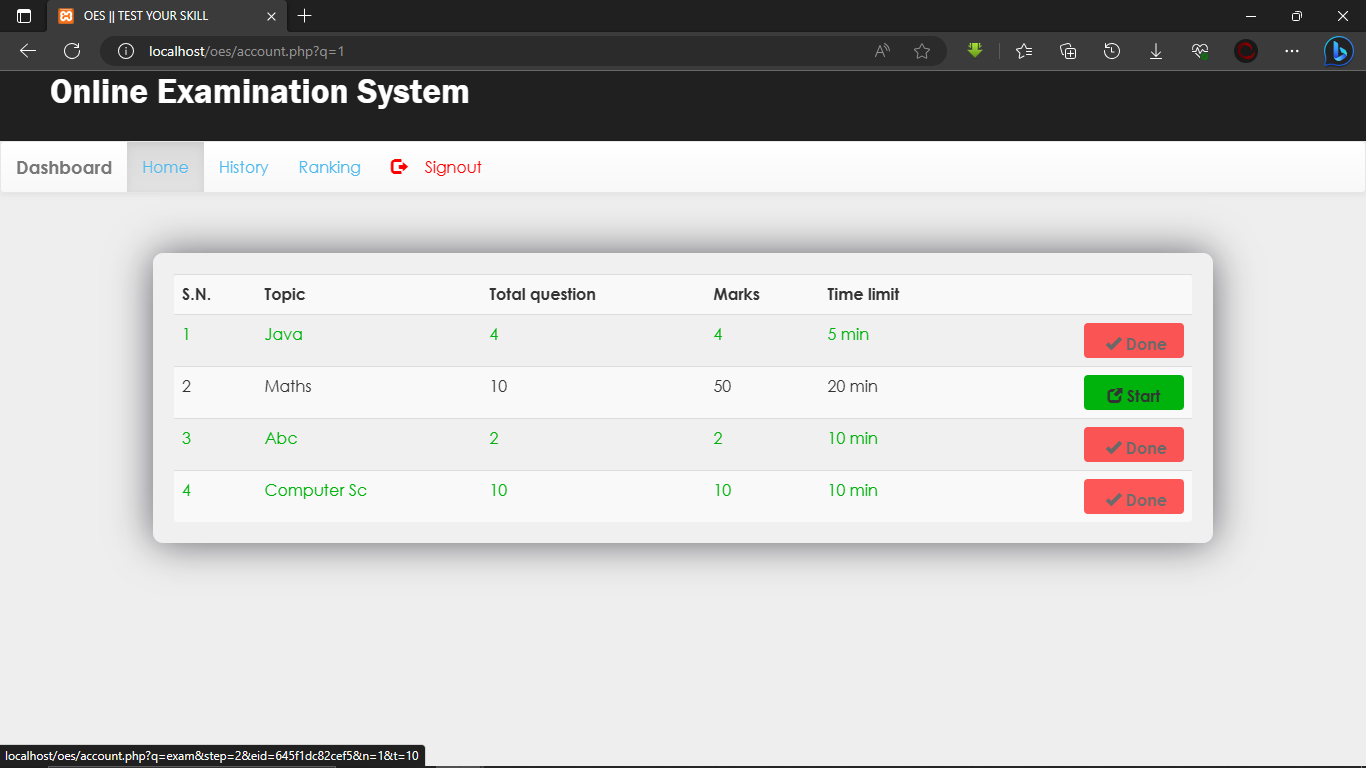 OES || TEST YOUR SKILL
localhost/oes/account.php?q=1
Online Examination System
Dashboard Home History Ranking Signout
S.N. Topic Total question Marks Time limit
1 Java 4 4 5 min Done
2 Maths 10 50 20 min Start
3 Abc 2 2 10 min Done
4 Computer Sc 10 10 10 min Done
localhost/oes/account.php?q=exam&step=2&eid=645f1dc82cef5&n=1&t=10